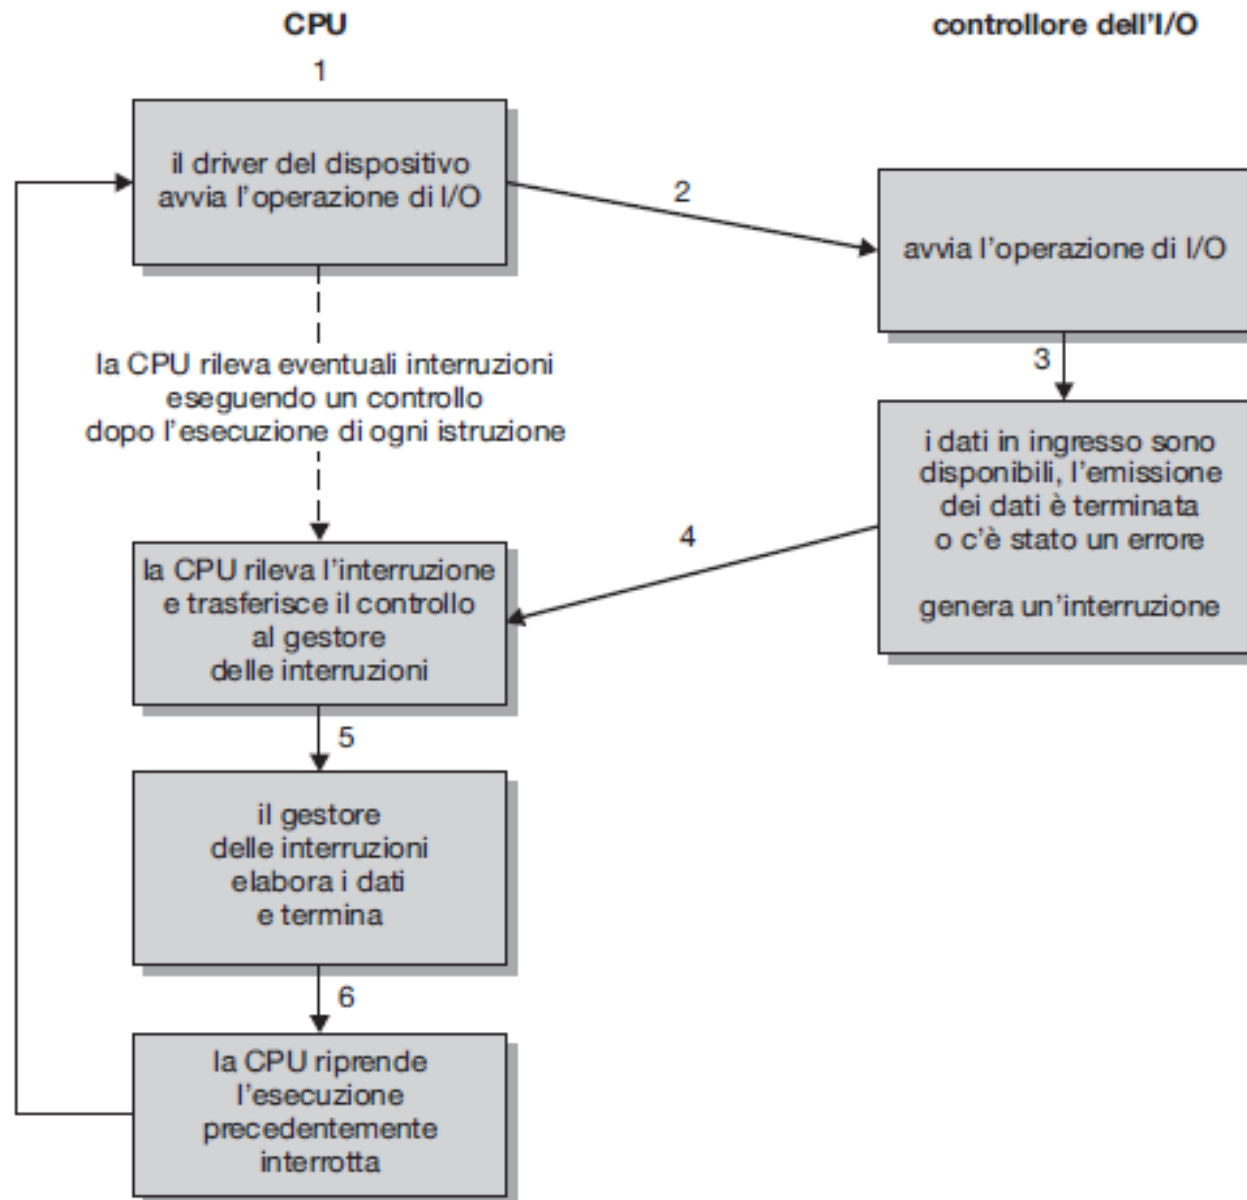 CPU
controllore dell'I/O
1
il driver del dispositivo
avvia l'operazione di I/O
2
avvia l'operazione di I/O
la CPU rileva eventuali interruzioni
eseguendo un controllo
dopo l'esecuzione di ogni istruzione
3
i dati in ingresso sono
disponibili, l'emissione
dei dati è terminata
o c'è stato un errore
genera un'interruzione
4
la CPU rileva l'interruzione
e trasferisce il controllo
al gestore
delle interruzioni
5
il gestore
delle interruzioni
elabora i dati
e termina
6
la CPU riprende
l'esecuzione
precedentemente
interrotta